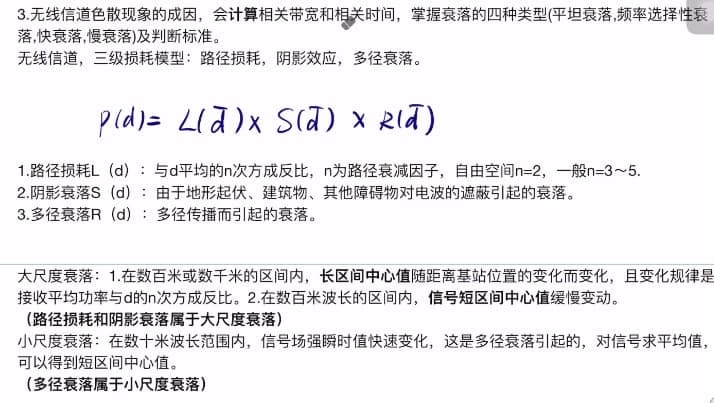 3.无线信道色散现象的成因，会计算相关带宽和相关时间，掌握衰落的四种类型(平坦衰落,频率选择性衰
落,快衰落,慢衰落)及判断标准。
无线信道，三级损耗模型：路径损耗，阴影效应，多径衰落。
P(d)= L(d̄)× S(d̄) × R(d̄)
1.路径损耗L（d）：与d平均的n次方成反比，n为路径衰减因子，自由空间n=2，一般n=3～5.
2.阴影衰落S（d）：由于地形起伏、建筑物、其他障碍物对电波的遮蔽引起的衰落。
3.多径衰落R（d）：多径传播而引起的衰落。
大尺度衰落：1.在数百米或数千米的区间内，长区间中心值随距离基站位置的变化而变化，且变化规律是
接收平均功率与d的n次方成反比。2.在数百米波长的区间内，信号短区间中心值缓慢变动。
（路径损耗和阴影衰落属于大尺度衰落）
小尺度衰落：在数十米波长范围内，信号场强瞬时值快速变化，这是多径衰落引起的，对信号求平均值，
可以得到短区间中心值。
（多径衰落属于小尺度衰落）